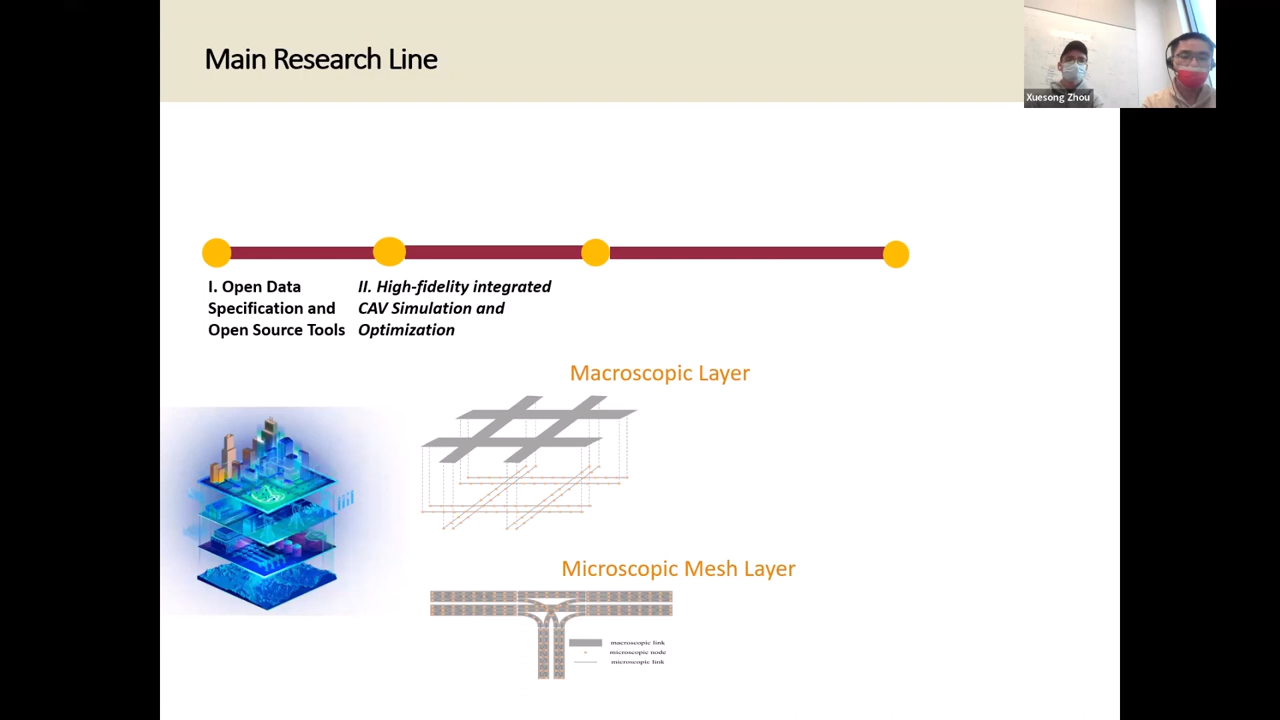 Main Research Line
Xuesong Zhou
I. Open Data
Specification and
Open Source Tools
II. High-fidelity integrated
CAV Simulation and
Optimization
Macroscopic Layer
Microscopic Mesh Layer
macroscopic link
microscopic node
microscopic link